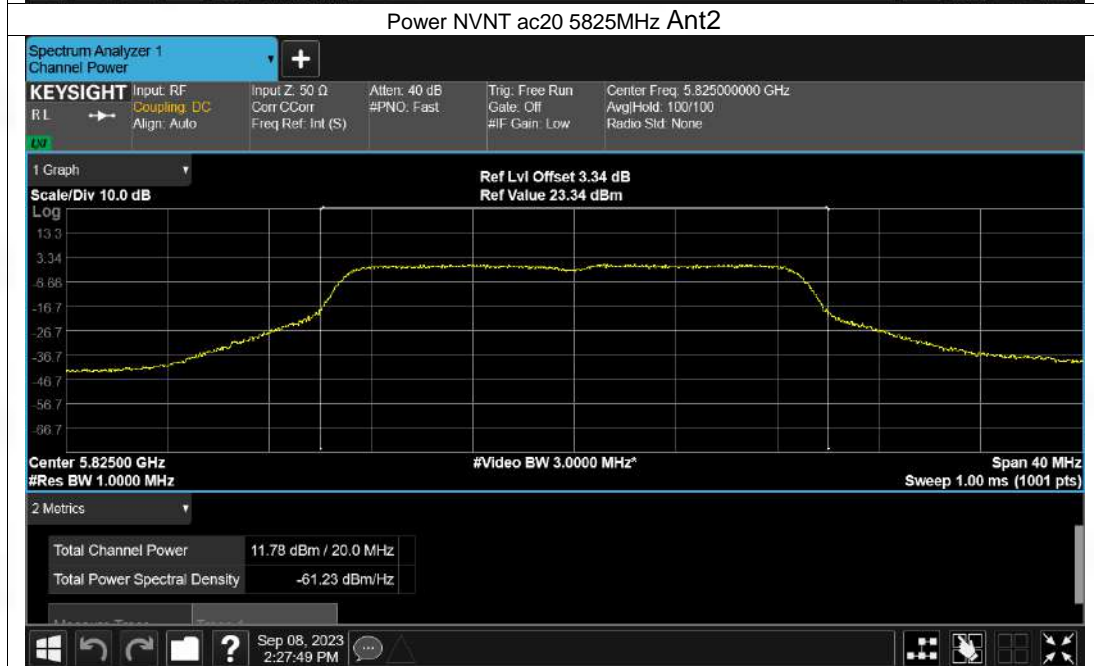 Power NVNT ac20 5825MHz Ant2
Spectrum Analyzer 1
Channel Power
+
KEYSIGHT
RL
LXI
Input: RF
Coupling: DC
Align: Auto
Input Z: 50 Ω
Corr CCorr
Freq Ref: Int (S)
Atten: 40 dB
#PNO: Fast
Trig: Free Run
Gate: Off
#IF Gain: Low
Center Freq: 5.825000000 GHz
Avg|Hold: 100/100
Radio Std: None
1 Graph
Scale/Div 10.0 dB
Ref Lvl Offset 3.34 dB
Ref Value 23.34 dBm
Log
13.3
3.34
-6.66
-16.7
-26.7
-36.7
-46.7
-56.7
-66.7
Center 5.82500 GHz
#Res BW 1.0000 MHz
#Video BW 3.0000 MHz*
Span 40 MHz
Sweep 1.00 ms (1001 pts)
2 Metrics
Total Channel Power 11.78 dBm / 20.0 MHz
Total Power Spectral Density -61.23 dBm/Hz
?
Sep 08, 2023
2:27:49 PM